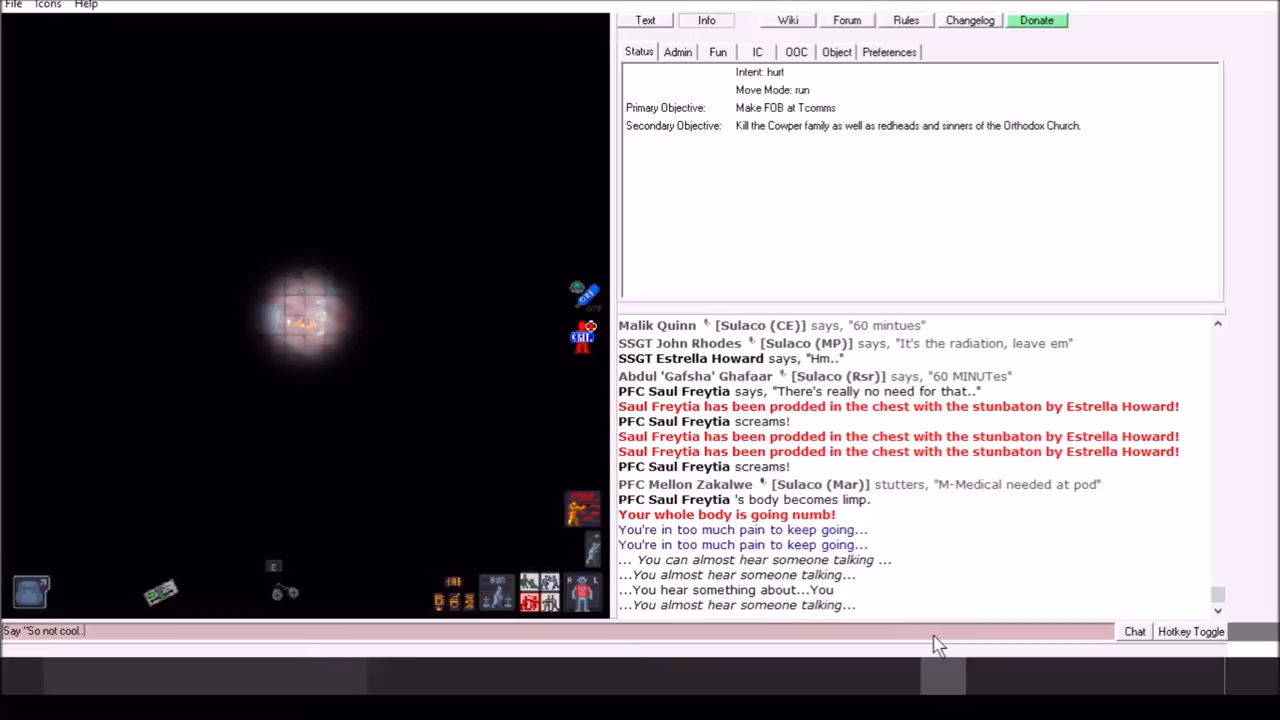 File Icons Help
Text Info Wiki Forum Rules Changelog Donate
Status Admin Fun IC OOC Object Preferences
Intent: hurt
Move Mode: run
Primary Objective: Make FOB at Tcomms
Secondary Objective: Kill the Cowper family as well as redheads and sinners of the Orthodox Church.
Malik Quinn [Sulaco (CE)] says, "60 mintues"
SSGT John Rhodes [Sulaco (MP)] says, "It's the radiation, leave em"
SSGT Estrella Howard says, "Hm.."
Abdul 'Gafsha' Ghafaar [Sulaco (Rsr)] says, "60 MINUTes"
PFC Saul Freytia says, "There's really no need for that.."
Saul Freytia has been prodded in the chest with the stunbaton by Estrella Howard!
PFC Saul Freytia screams!
Saul Freytia has been prodded in the chest with the stunbaton by Estrella Howard!
Saul Freytia has been prodded in the chest with the stunbaton by Estrella Howard!
PFC Saul Freytia screams!
PFC Mellon Zakalwe [Sulaco (Mar)] stutters, "M-Medical needed at pod"
PFC Saul Freytia 's body becomes limp.
Your whole body is going numb!
You're in too much pain to keep going...
You're in too much pain to keep going...
... You can almost hear someone talking ...
...You almost hear someone talking...
...You hear something about...You
...You almost hear someone talking...
Say "So not cool..
Chat Hotkey Toggle